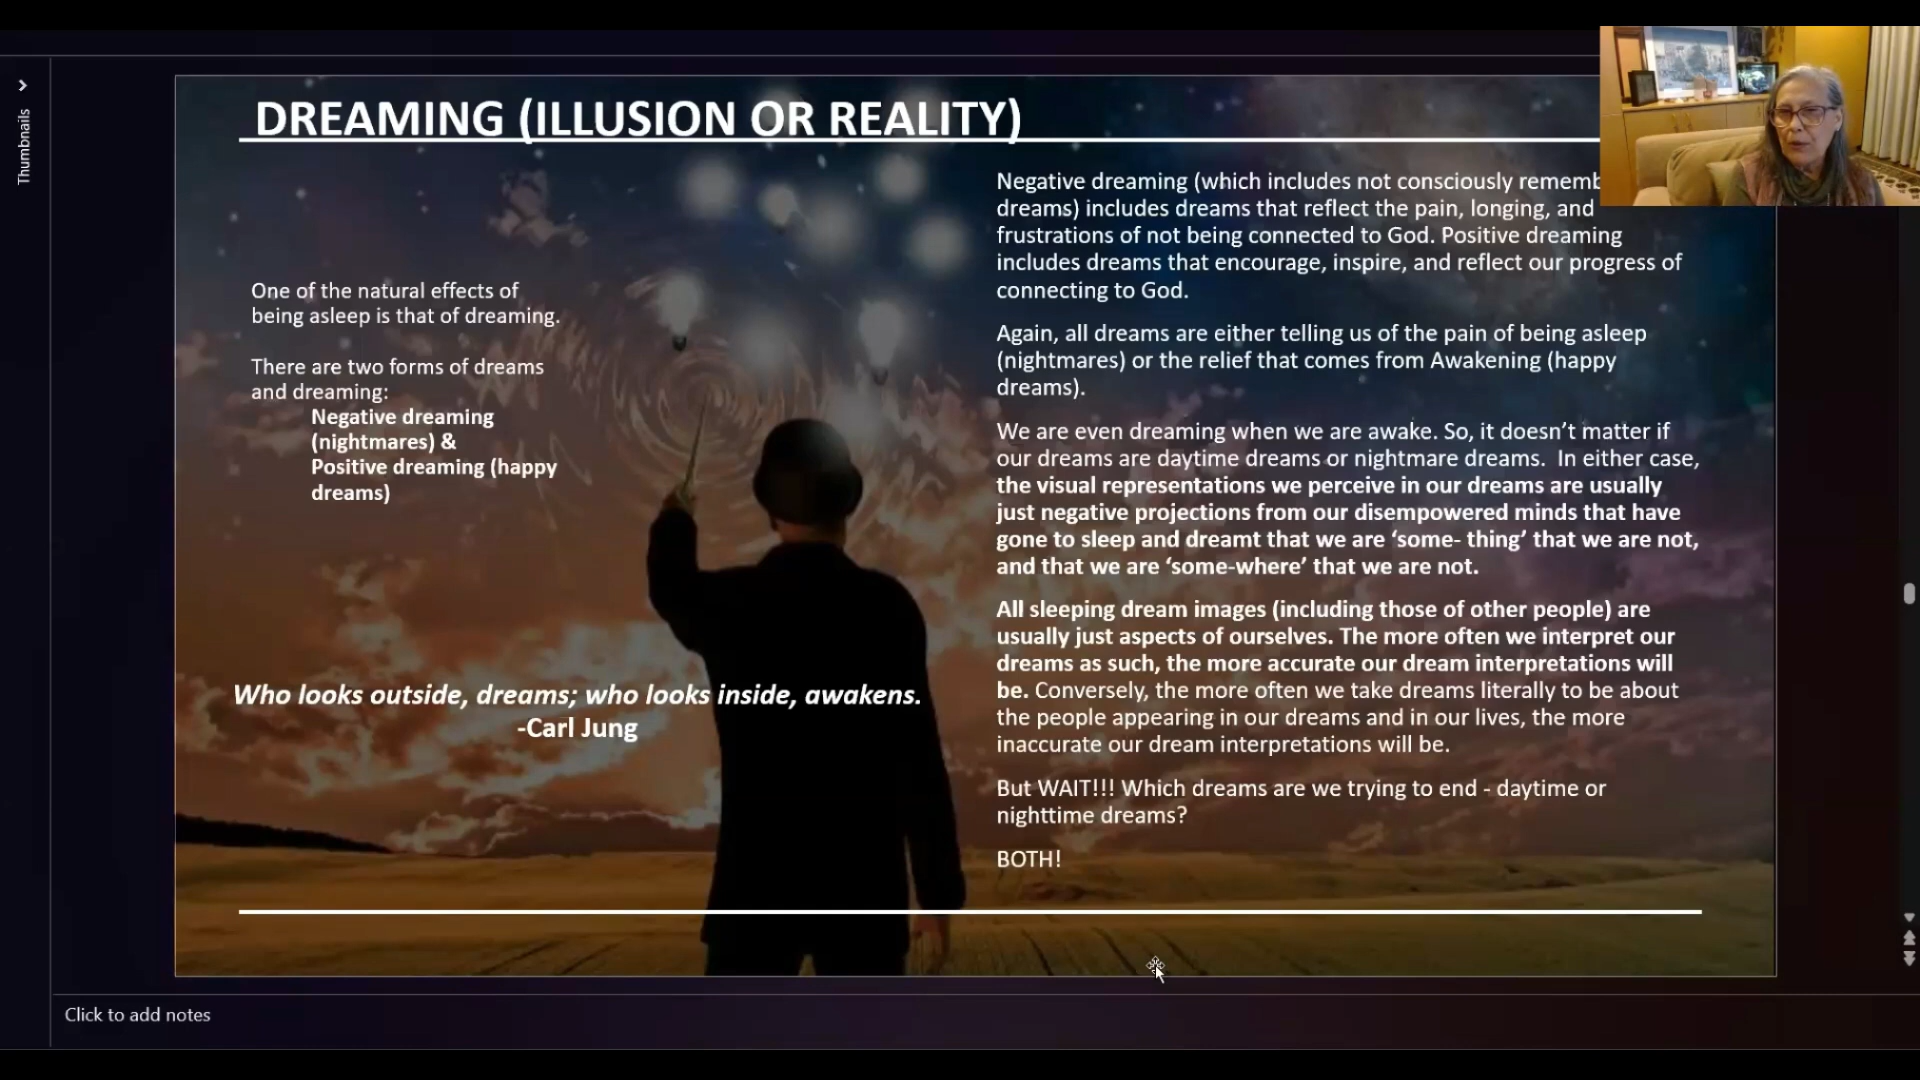 Thumbnails
DREAMING (ILLUSION OR REALITY)
One of the natural effects of
being asleep is that of dreaming.
There are two forms of dreams
and dreaming:
Negative dreaming
(nightmares) &
Positive dreaming (happy
dreams)
Who looks outside, dreams; who looks inside, awakens.
-Carl Jung
Negative dreaming (which includes not consciously
dreams) includes dreams that reflect the pain, longing, and
frustrations of not being connected to God. Positive dreaming
includes dreams that encourage, inspire, and reflect our progress of
connecting to God.
Again, all dreams are either telling us of the pain of being asleep
(nightmares) or the relief that comes from Awakening (happy
dreams).
We are even dreaming when we are awake. So, it doesn’t matter if
our dreams are daytime dreams or nightmare dreams.  In either case,
the visual representations we perceive in our dreams are usually
just negative projections from our disempowered minds that have
gone to sleep and dreamt that we are ‘some- thing’ that we are not,
and that we are ‘some-where’ that we are not.
All sleeping dream images (including those of other people) are
usually just aspects of ourselves. The more often we interpret our
dreams as such, the more accurate our dream interpretations will
be. Conversely, the more often we take dreams literally to be about
the people appearing in our dreams and in our lives, the more
inaccurate our dream interpretations will be.
But WAIT!!! Which dreams are we trying to end - daytime or
nighttime dreams?
BOTH!
Click to add notes